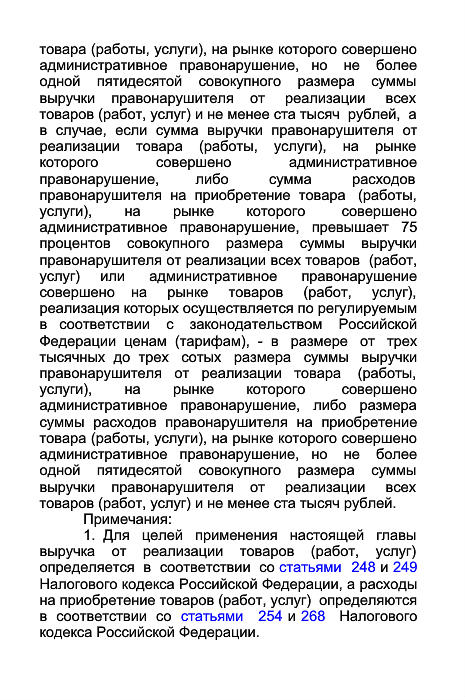 товара (работы, услуги), на рынке которого совершено
административное правонарушение, но не более
одной пятидесятой совокупного размера суммы
выручки правонарушителя от реализации всех
товаров (работ, услуг) и не менее ста тысяч рублей, а
в случае, если сумма выручки правонарушителя от
реализации товара (работы, услуги), на рынке
которого совершено административное
правонарушение, либо сумма расходов
правонарушителя на приобретение товара (работы,
услуги), на рынке которого совершено
административное правонарушение, превышает 75
процентов совокупного размера суммы выручки
правонарушителя от реализации всех товаров (работ,
услуг) или административное правонарушение
совершено на рынке товаров (работ, услуг),
реализация которых осуществляется по регулируемым
в соответствии с законодательством Российской
Федерации ценам (тарифам), - в размере от трех
тысячных до трех сотых размера суммы выручки
правонарушителя от реализации товара (работы,
услуги), на рынке которого совершено
административное правонарушение, либо размера
суммы расходов правонарушителя на приобретение
товара (работы, услуги), на рынке которого совершено
административное правонарушение, но не более
одной пятидесятой совокупного размера суммы
выручки правонарушителя от реализации всех
товаров (работ, услуг) и не менее ста тысяч рублей.
Примечания:
1. Для целей применения настоящей главы
выручка от реализации товаров (работ, услуг)
определяется в соответствии со статьями 248 и 249
Налогового кодекса Российской Федерации, а расходы
на приобретение товаров (работ, услуг) определяются
в соответствии со статьями 254 и 268 Налогового
кодекса Российской Федерации.